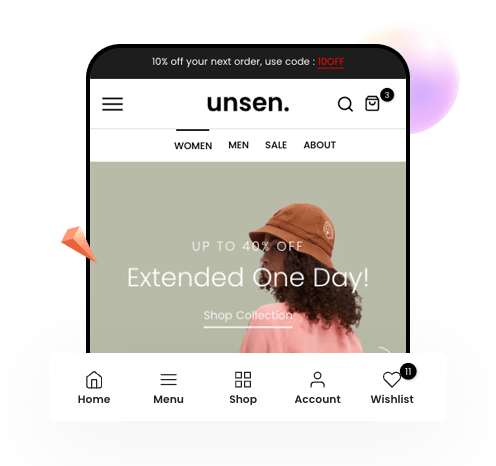 10% off your next order, use code : 10OFF
unsen.
3
WOMEN MEN SALE ABOUT
UP TO 40% OFF
Extended One Day!
Shop Collection
11
Home Menu Shop Account Wishlist